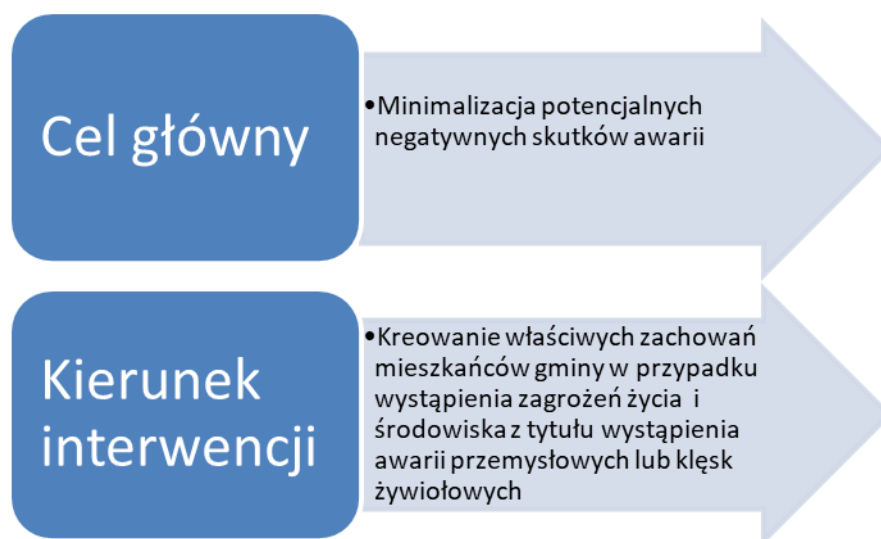 Cel główny
•Minimalizacja potencjalnych
negatywnych skutków awarii
Kierunek
interwencji
•Kreowanie właściwych zachowań
mieszkańców gminy w przypadku
wystąpienia zagrożeń życia i
środowiska z tytułu wystąpienia
awarii przemysłowych lub klęsk
żywiołowych